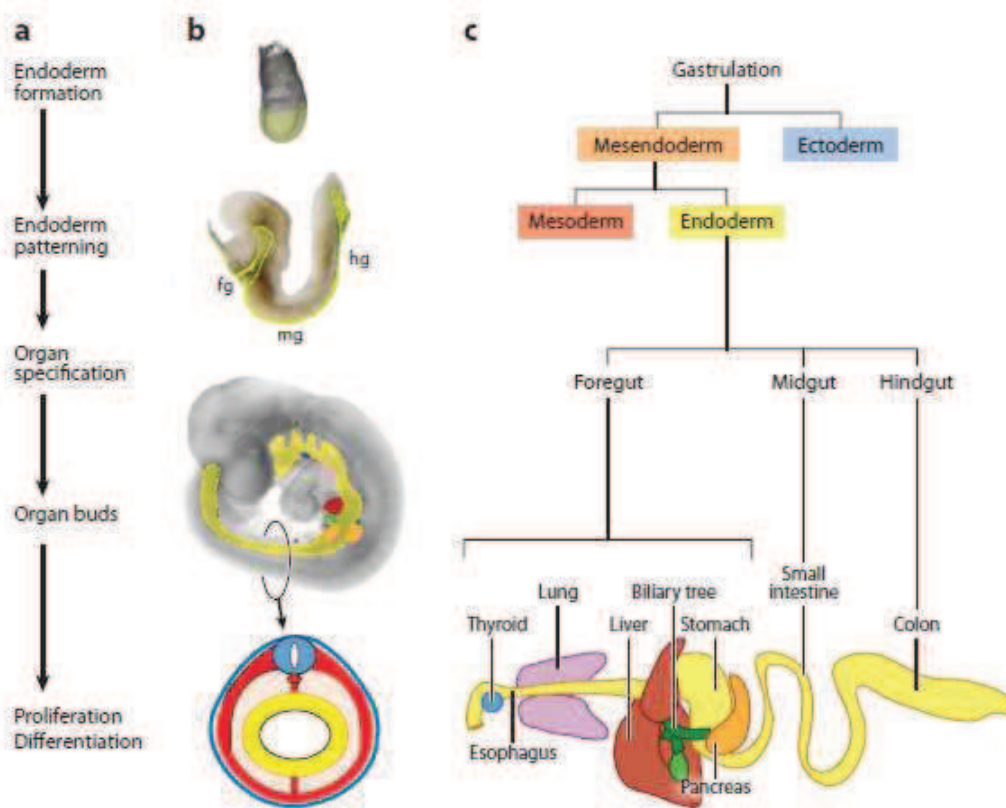 a
Endoderm
formation
Endoderm
patterning
Organ
specification
Organ buds
Proliferation
Differentiation
b
fg
mg
hg
c
Gastrulation
Mesendoderm
Ectoderm
Mesoderm
Endoderm
Foregut
Midgut
Hindgut
Small
intestine
Lung
Biliary tree
Thyroid
Liver
Stomach
Colon
Esophagus
Pancreas